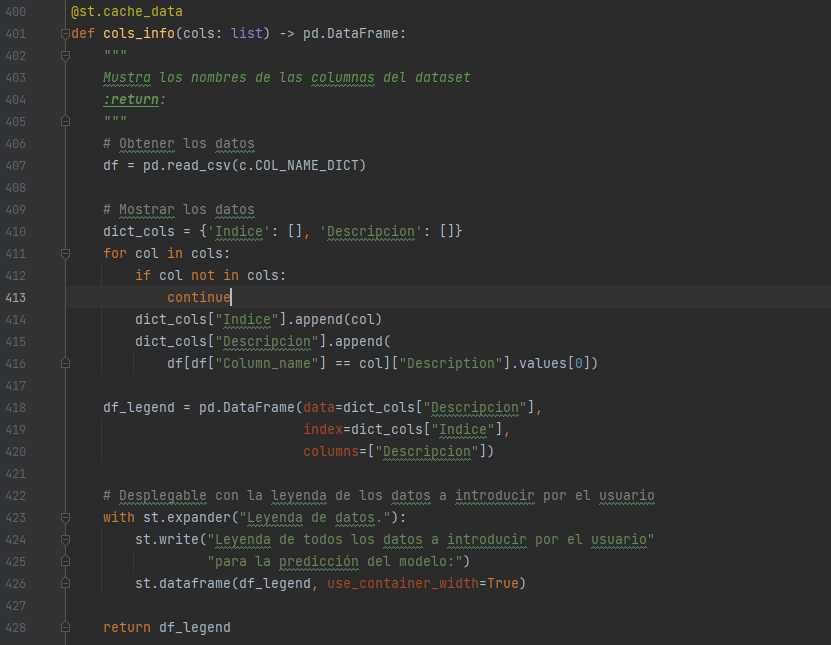 400 @st.cache_data
401 def cols_info(cols: list) -> pd.DataFrame:
402     """
403     Mustra los nombres de las columnas del dataset
404     :return:
405     """
406     # Obtener los datos
407     df = pd.read_csv(c.COL_NAME_DICT)
408
409     # Mostrar los datos
410     dict_cols = {'Indice': [], 'Descripcion': []}
411     for col in cols:
412         if col not in cols:
413             continue
414         dict_cols["Indice"].append(col)
415         dict_cols["Descripcion"].append(
416             df[df["Column_name"] == col]["Description"].values[0])
417
418     df_legend = pd.DataFrame(data=dict_cols["Descripcion"],
419                              index=dict_cols["Indice"],
420                              columns=["Descripcion"])
421
422     # Desplegable con la leyenda de los datos a introducir por el usuario
423     with st.expander("Leyenda de datos."):
424         st.write("Leyenda de todos los datos a introducir por el usuario"
425                  "para la predicción del modelo:")
426         st.dataframe(df_legend, use_container_width=True)
427
428     return df_legend